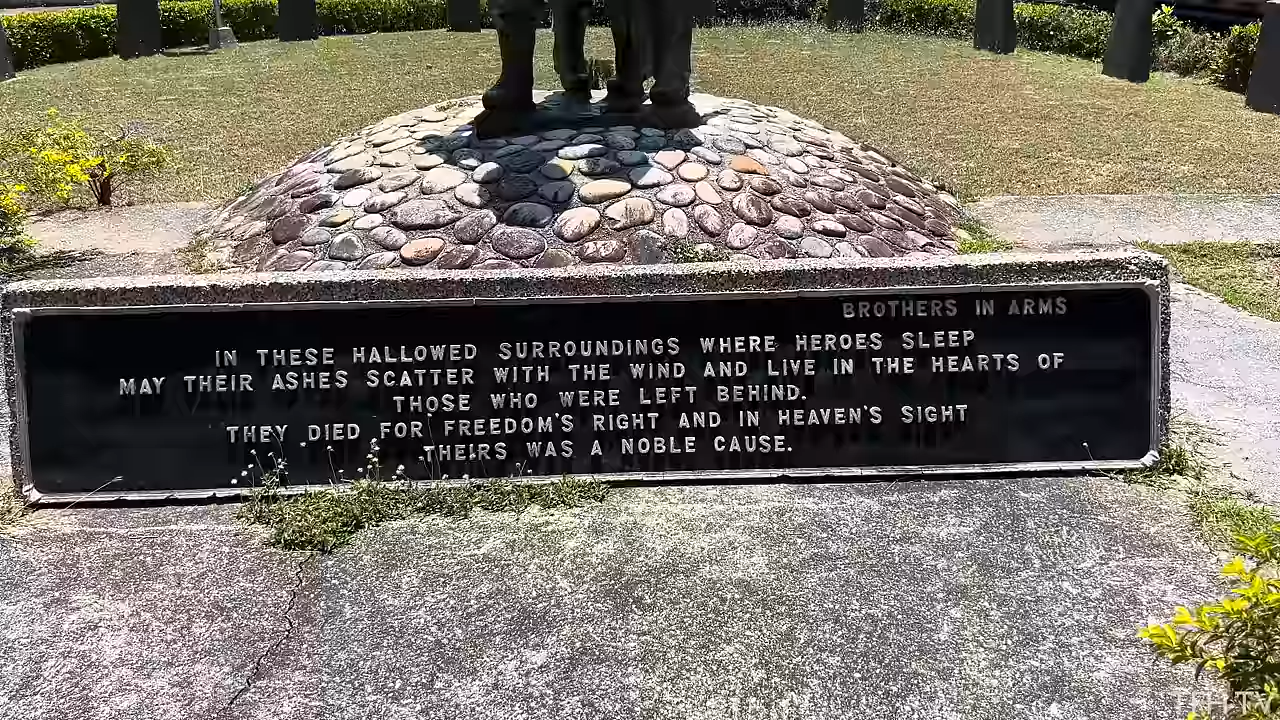 BROTHERS IN ARMS
IN THESE HALLOWED SURROUNDINGS WHERE HEROES SLEEP
MAY THEIR ASHES SCATTER WITH THE WIND AND LIVE IN THE HEARTS OF
THOSE WHO WERE LEFT BEHIND.
THEY DIED FOR FREEDOM'S RIGHT AND IN HEAVEN'S SIGHT
THEIRS WAS A NOBLE CAUSE.